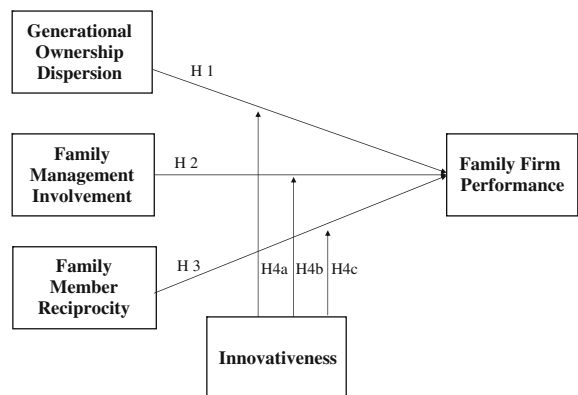 Generational
Ownership
Dispersion
H 1
Family
Management
Involvement
H 2
Family Firm
Performance
Family
Member
Reciprocity
H 3
H4a
H4b
H4c
Innovativeness